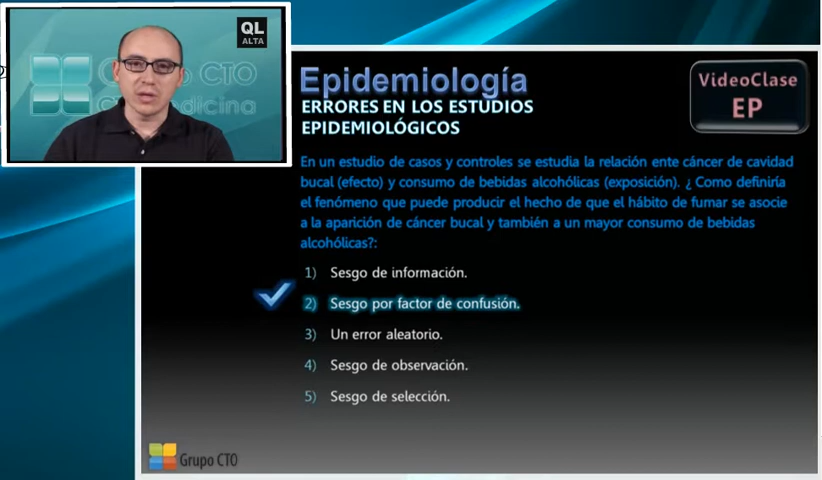 QL
ALTA
Grupo CTO
CTO Medicina
Epidemiología
ERRORES EN LOS ESTUDIOS
EPIDEMIOLÓGICOS
VideoClase
EP
En un estudio de casos y controles se estudia la relación ente cáncer de cavidad
bucal (efecto) y consumo de bebidas alcohólicas (exposición). ¿ Como definiría
el fenómeno que puede producir el hecho de que el hábito de fumar se asocie
a la aparición de cáncer bucal y también a un mayor consumo de bebidas
alcohólicas?:
1) Sesgo de información.
2) Sesgo por factor de confusión.
3) Un error aleatorio.
4) Sesgo de observación.
5) Sesgo de selección.
Grupo CTO